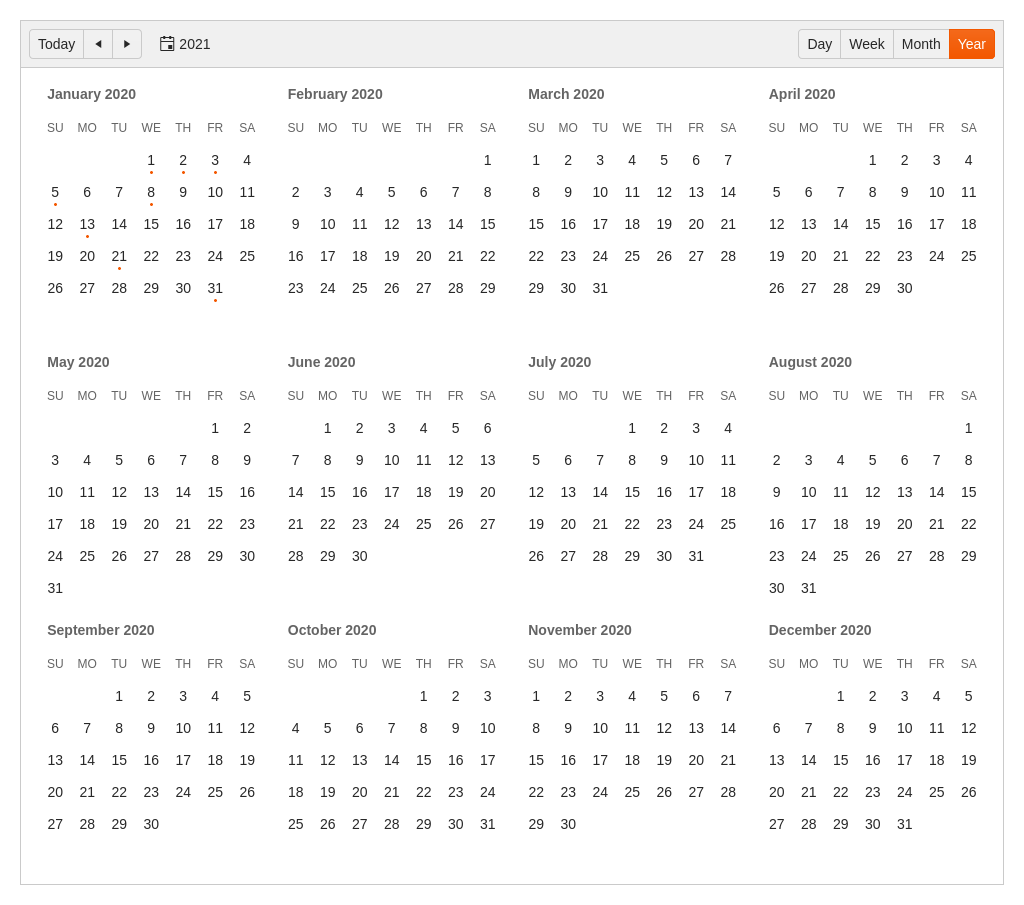 Today 2021 Day Week Month Year
January 2020 February 2020 March 2020 April 2020
SU MO TU WE TH FR SA SU MO TU WE TH FR SA SU MO TU WE TH FR SA SU MO TU WE TH FR SA
1 2 3 4 1 1 2 3 4 5 6 7 1 2 3 4
5 6 7 8 9 10 11 2 3 4 5 6 7 8 8 9 10 11 12 13 14 5 6 7 8 9 10 11
12 13 14 15 16 17 18 9 10 11 12 13 14 15 15 16 17 18 19 20 21 12 13 14 15 16 17 18
19 20 21 22 23 24 25 16 17 18 19 20 21 22 22 23 24 25 26 27 28 19 20 21 22 23 24 25
26 27 28 29 30 31 23 24 25 26 27 28 29 29 30 31 26 27 28 29 30
May 2020 June 2020 July 2020 August 2020
SU MO TU WE TH FR SA SU MO TU WE TH FR SA SU MO TU WE TH FR SA SU MO TU WE TH FR SA
1 2 1 2 3 4 5 6 1 2 3 4 1
3 4 5 6 7 8 9 7 8 9 10 11 12 13 5 6 7 8 9 10 11 2 3 4 5 6 7 8
10 11 12 13 14 15 16 14 15 16 17 18 19 20 12 13 14 15 16 17 18 9 10 11 12 13 14 15
17 18 19 20 21 22 23 21 22 23 24 25 26 27 19 20 21 22 23 24 25 16 17 18 19 20 21 22
24 25 26 27 28 29 30 28 29 30 26 27 28 29 30 31 23 24 25 26 27 28 29
31 30 31
September 2020 October 2020 November 2020 December 2020
SU MO TU WE TH FR SA SU MO TU WE TH FR SA SU MO TU WE TH FR SA SU MO TU WE TH FR SA
1 2 3 4 5 1 2 3 1 2 3 4 5 6 7 1 2 3 4 5
6 7 8 9 10 11 12 4 5 6 7 8 9 10 8 9 10 11 12 13 14 6 7 8 9 10 11 12
13 14 15 16 17 18 19 11 12 13 14 15 16 17 15 16 17 18 19 20 21 13 14 15 16 17 18 19
20 21 22 23 24 25 26 18 19 20 21 22 23 24 22 23 24 25 26 27 28 20 21 22 23 24 25 26
27 28 29 30 25 26 27 28 29 30 31 29 30 27 28 29 30 31